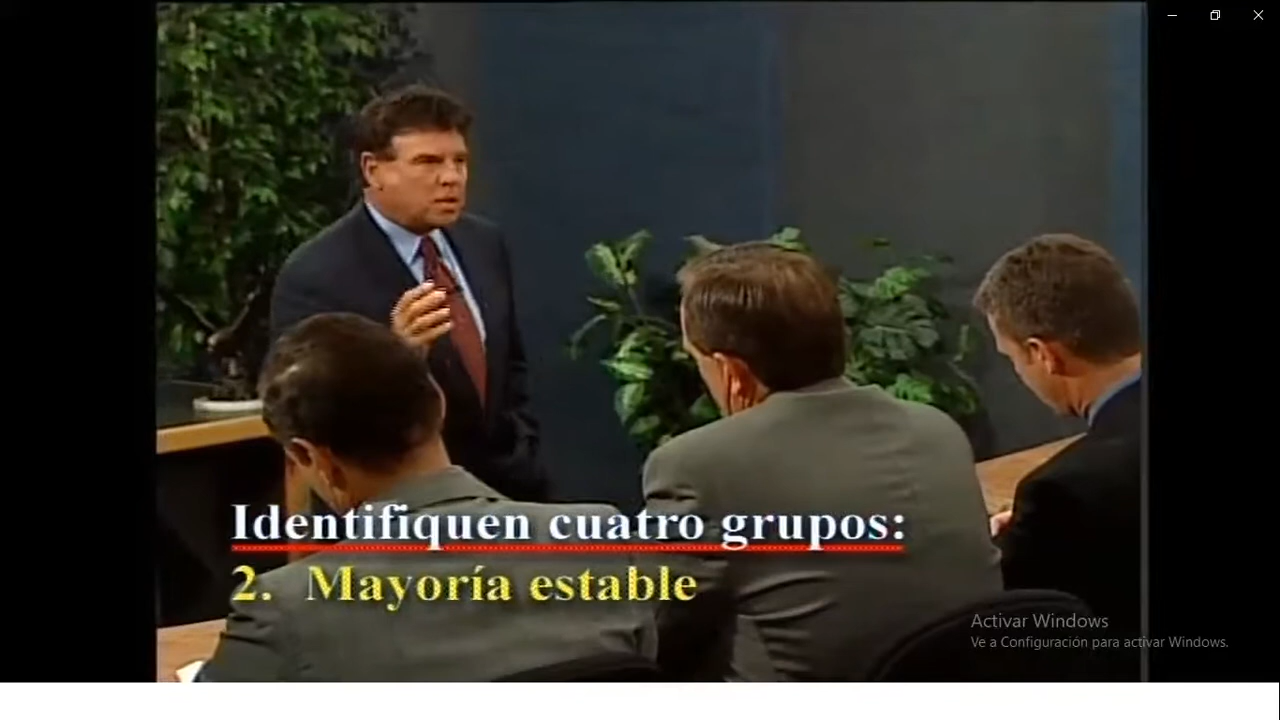 Identifiquen cuatro grupos:
2. Mayoría estable
Activar Windows
Ve a Configuración para activar Windows.